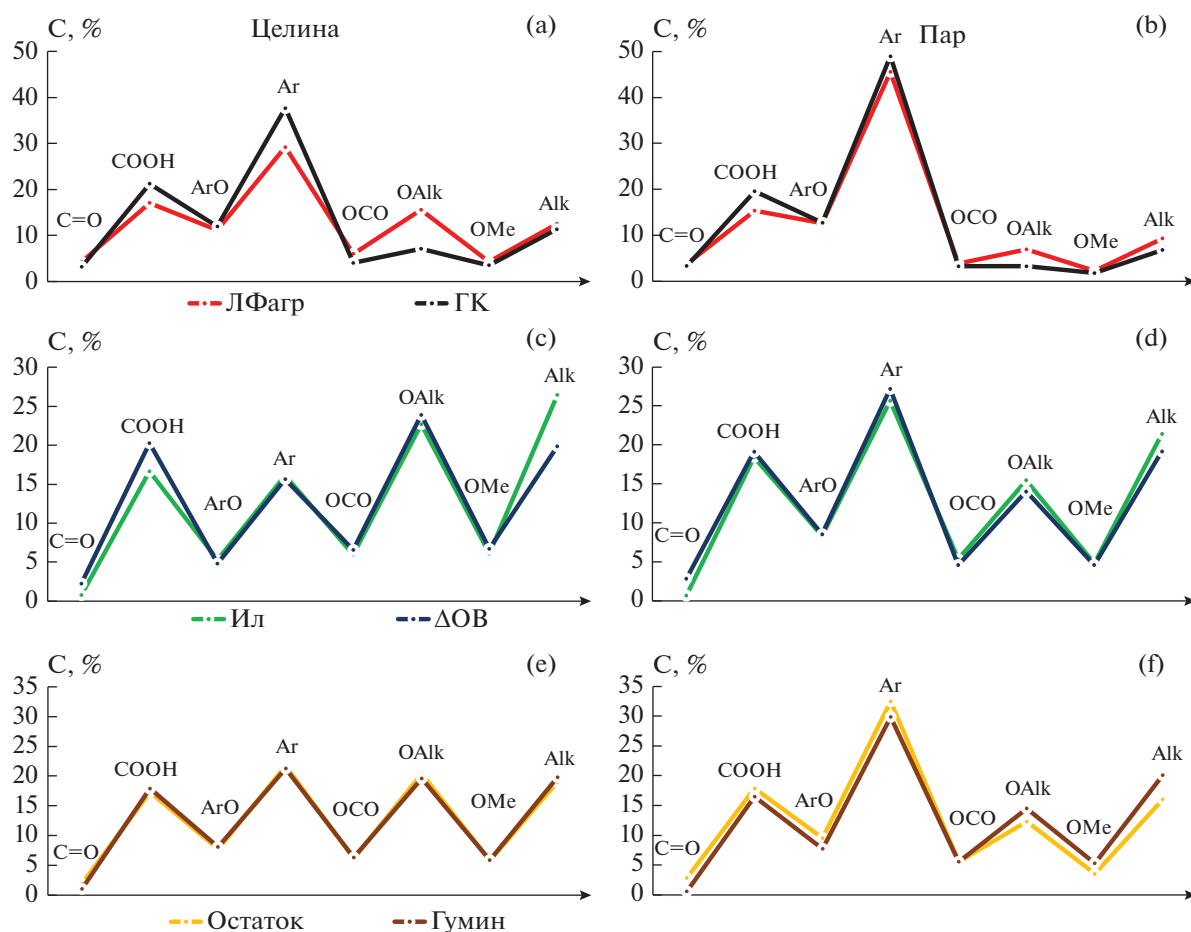 C, %
Целина
(a)
50
40
30
20
10
0
C=O
COOH
ArO
Ar
OCO
OAlk
OMe
Alk
C, %
Пар
(b)
50
40
30
20
10
0
C=O
COOH
ArO
Ar
OCO
OAlk
OMe
Alk
ЛФагр
ГК
C, %
(c)
30
25
20
15
10
5
0
C=O
COOH
ArO
Ar
OCO
OAlk
OMe
Alk
C, %
(d)
30
25
20
15
10
5
0
C=O
COOH
ArO
Ar
OCO
OAlk
OMe
Alk
Ил
ΔОВ
C, %
(e)
35
30
25
20
15
10
5
0
C=O
COOH
ArO
Ar
OCO
OAlk
OMe
Alk
C, %
(f)
35
30
25
20
15
10
5
0
C=O
COOH
ArO
Ar
OCO
OAlk
OMe
Alk
Остаток
Гумин